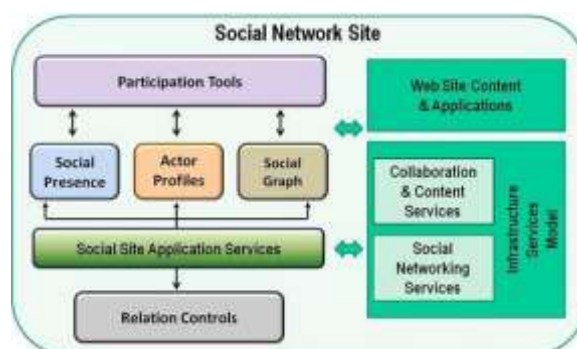 Social Network Site
Participation Tools
Web Site Content
& Applications
Social
Presence
Actor
Profiles
Social
Graph
Collaboration
& Content
Services
Social Site Application Services
Social
Networking
Services
Infrastructure
Services
Model
Relation Controls